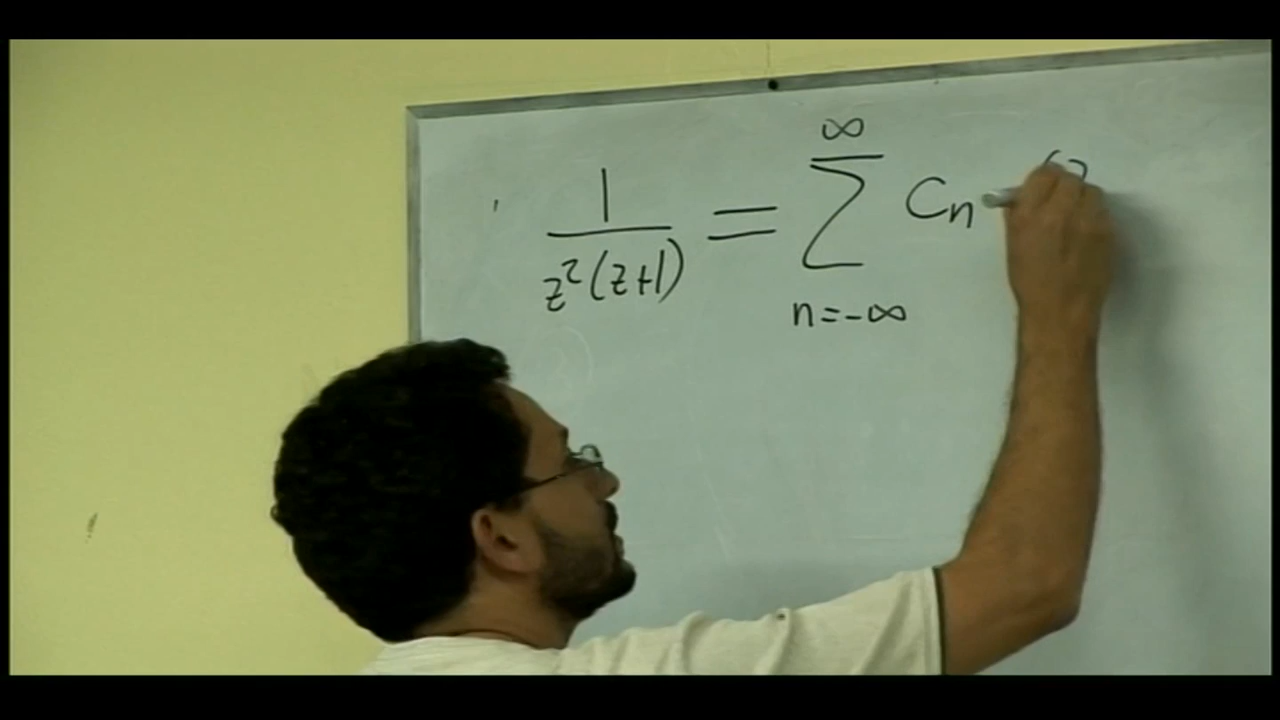 1/(z²(z+1)) = ∑_{n=-∞}^{∞} Cₙ